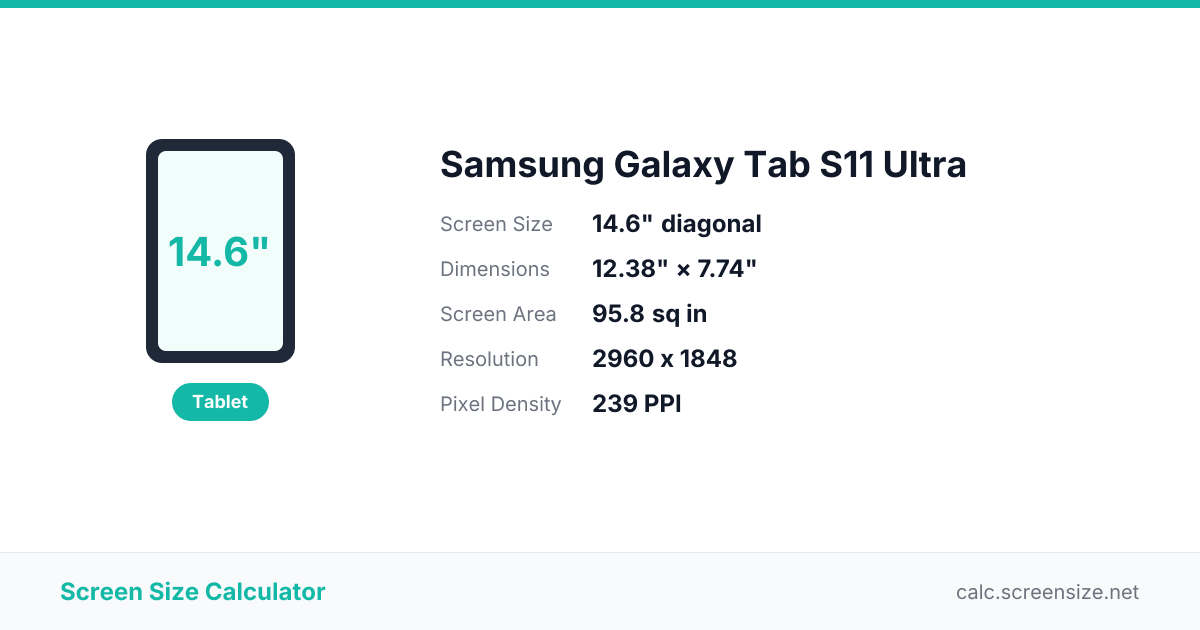 14.6"
Tablet
Samsung Galaxy Tab S11 Ultra
Screen Size 14.6" diagonal
Dimensions 12.38" × 7.74"
Screen Area 95.8 sq in
Resolution 2960 x 1848
Pixel Density 239 PPI
Screen Size Calculator
calc.screensize.net